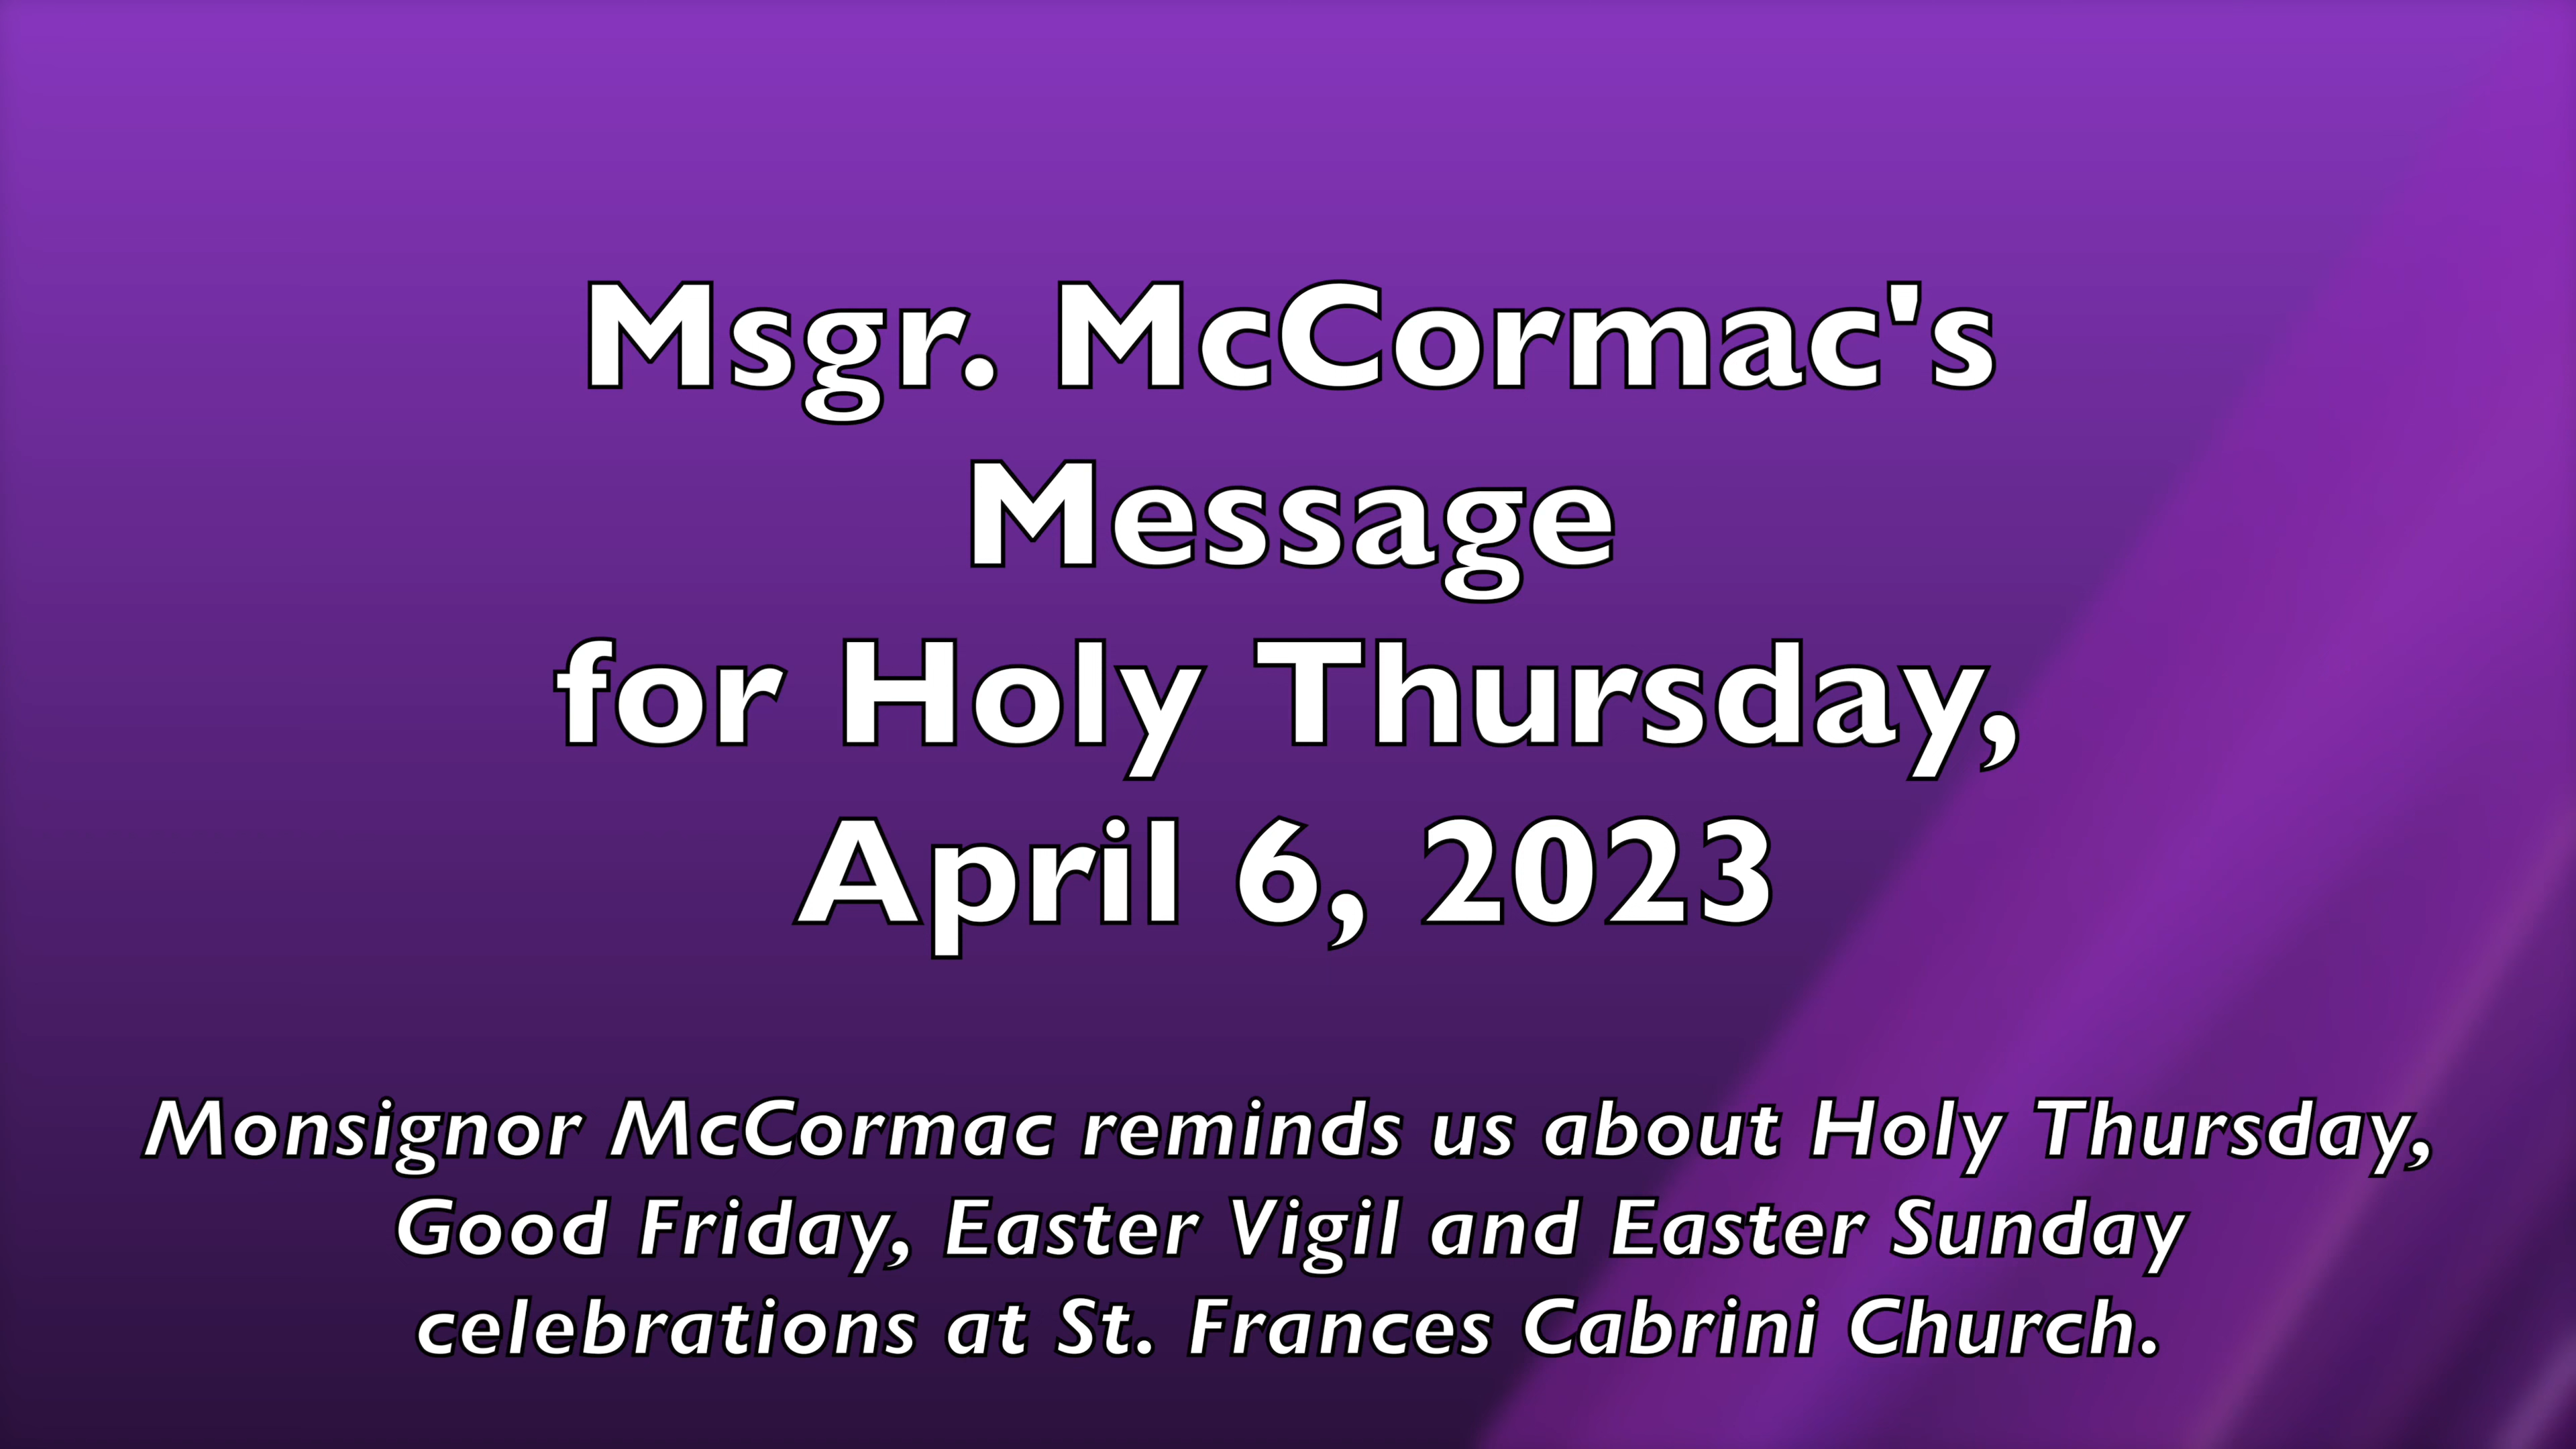 Msgr. McCormac's
Message
for Holy Thursday,
April 6, 2023
Monsignor McCormac reminds us about Holy Thursday,
Good Friday, Easter Vigil and Easter Sunday
celebrations at St. Frances Cabrini Church.